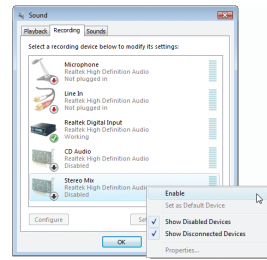 Sound
Playback Recording Sounds
Select a recording device below to modify its settings:
Microphone
Realtek High Definition Audio
Not plugged in
Line In
Realtek High Definition Audio
Not plugged in
Realtek Digital Input
Realtek High Definition Audio
Working
CD Audio
Realtek High Definition Audio
Disabled
Stereo Mix
Realtek High Definition Audio
Disabled
Enable
Set as Default Device
Show Disabled Devices
Show Disconnected Devices
Properties...
Configure Set
OK